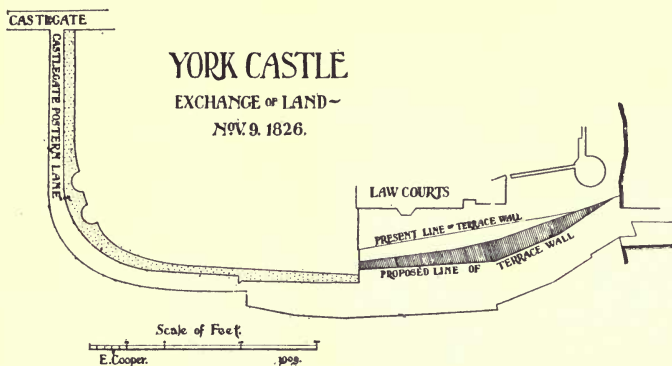 CASTLEGATE
CASTLEGATE POSTERN LANE
YORK CASTLE
EXCHANGE OF LAND~
NOV. 9. 1826.
LAW COURTS
PRESENT LINE OF TERRACE WALL
PROPOSED LINE OF TERRACE WALL
Scale of Feet.
E. Cooper.
1909.